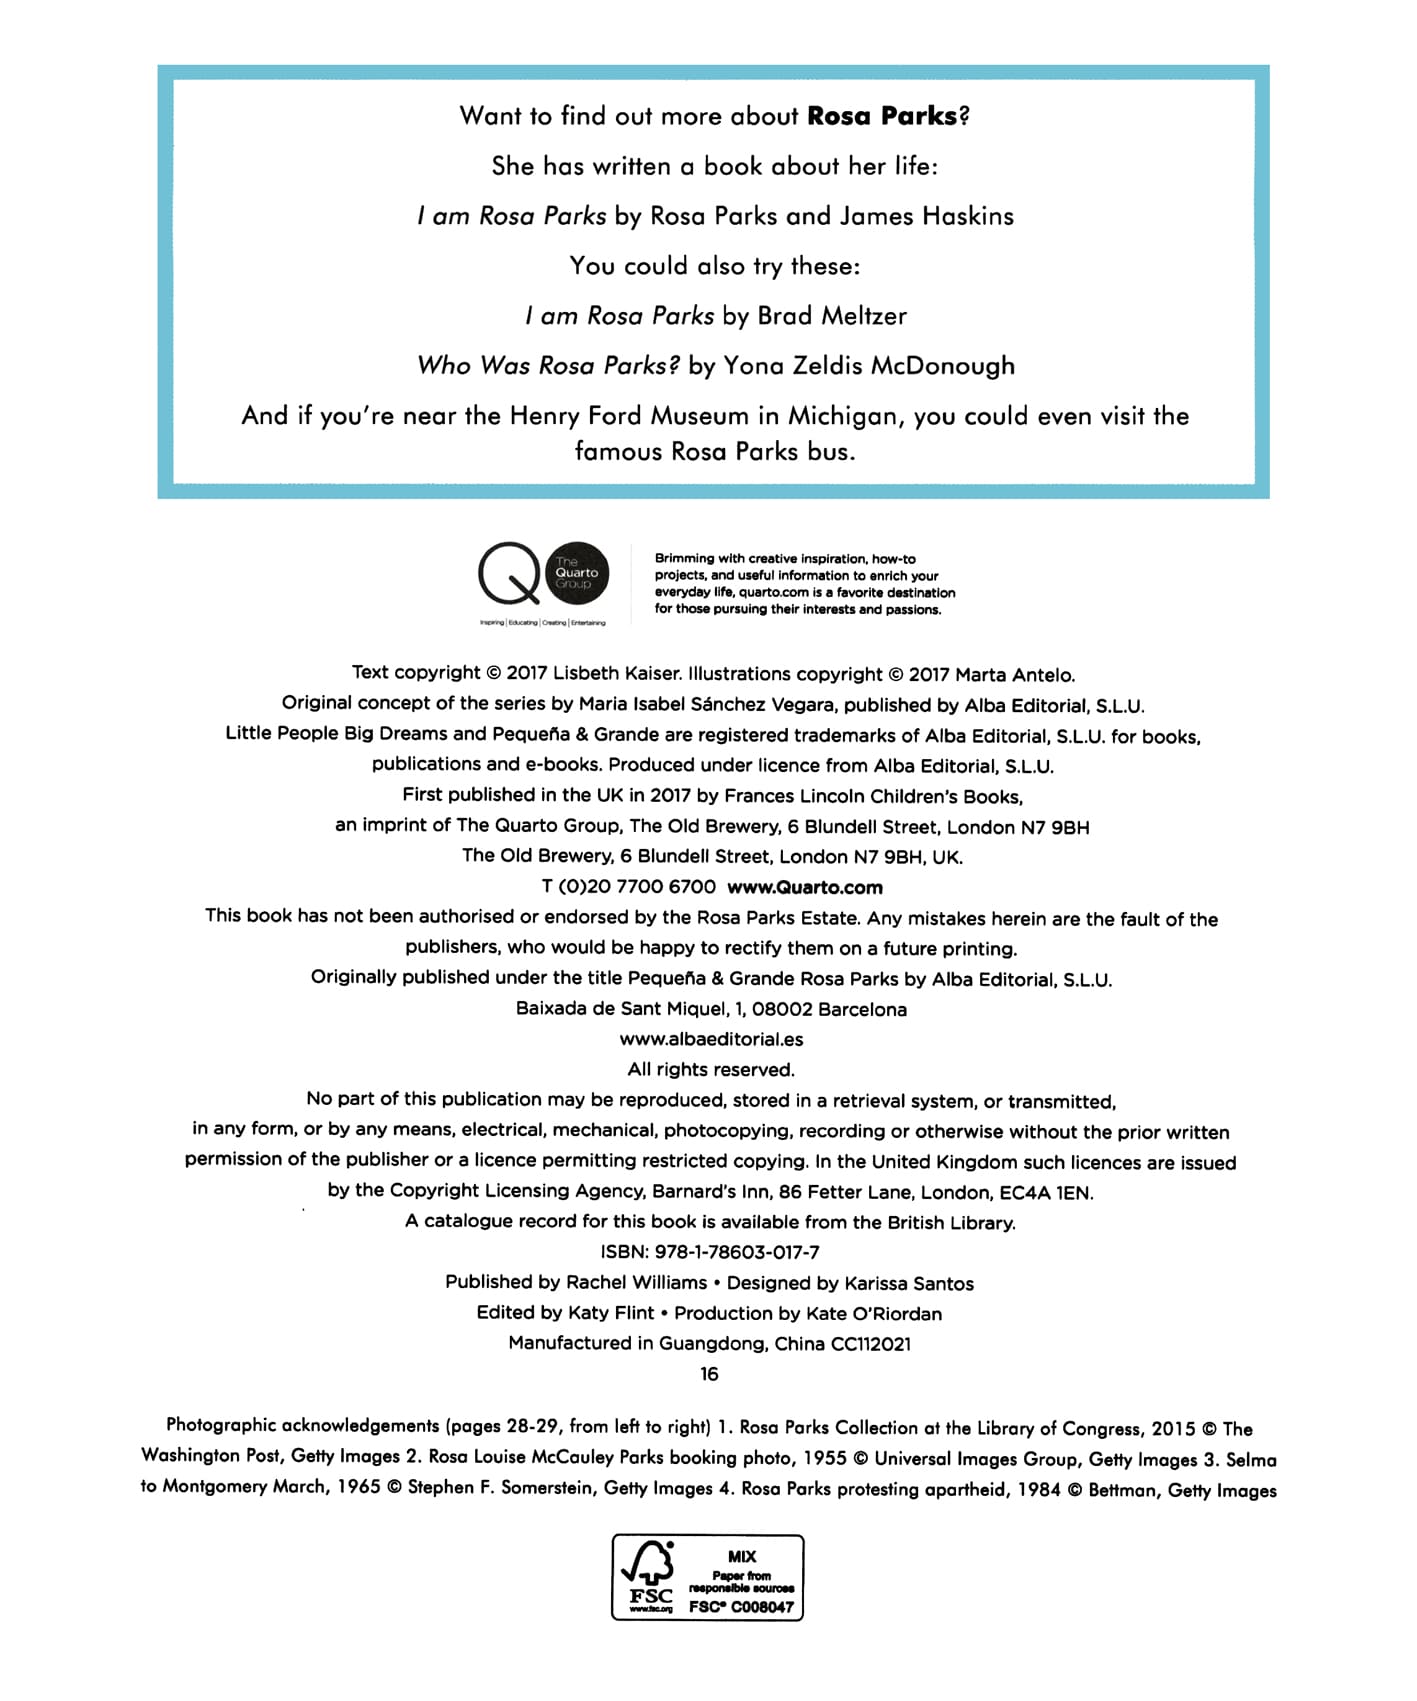 Want to find out more about Rosa Parks?
She has written a book about her life:
I am Rosa Parks by Rosa Parks and James Haskins
You could also try these:
I am Rosa Parks by Brad Meltzer
Who Was Rosa Parks? by Yona Zeldis McDonough
And if you're near the Henry Ford Museum in Michigan, you could even visit the
famous Rosa Parks bus.
The
Quarto
Group
Inspiring | Educating | Creating | Entertaining
Brimming with creative inspiration, how-to
projects, and useful information to enrich your
everyday life, quarto.com is a favorite destination
for those pursuing their interests and passions.
Text copyright © 2017 Lisbeth Kaiser. Illustrations copyright © 2017 Marta Antelo.
Original concept of the series by Maria Isabel Sánchez Vegara, published by Alba Editorial, S.L.U.
Little People Big Dreams and Pequeña & Grande are registered trademarks of Alba Editorial, S.L.U. for books,
publications and e-books. Produced under licence from Alba Editorial, S.L.U.
First published in the UK in 2017 by Frances Lincoln Children's Books,
an imprint of The Quarto Group, The Old Brewery, 6 Blundell Street, London N7 9BH
The Old Brewery, 6 Blundell Street, London N7 9BH, UK.
T (0)20 7700 6700 www.Quarto.com
This book has not been authorised or endorsed by the Rosa Parks Estate. Any mistakes herein are the fault of the
publishers, who would be happy to rectify them on a future printing.
Originally published under the title Pequeña & Grande Rosa Parks by Alba Editorial, S.L.U.
Baixada de Sant Miquel, 1, 08002 Barcelona
www.albaeditorial.es
All rights reserved.
No part of this publication may be reproduced, stored in a retrieval system, or transmitted,
in any form, or by any means, electrical, mechanical, photocopying, recording or otherwise without the prior written
permission of the publisher or a licence permitting restricted copying. In the United Kingdom such licences are issued
by the Copyright Licensing Agency, Barnard's Inn, 86 Fetter Lane, London, EC4A 1EN.
A catalogue record for this book is available from the British Library.
ISBN: 978-1-78603-017-7
Published by Rachel Williams • Designed by Karissa Santos
Edited by Katy Flint • Production by Kate O'Riordan
Manufactured in Guangdong, China CC112021
16
Photographic acknowledgements (pages 28-29, from left to right) 1. Rosa Parks Collection at the Library of Congress, 2015 © The
Washington Post, Getty Images 2. Rosa Louise McCauley Parks booking photo, 1955 © Universal Images Group, Getty Images 3. Selma
to Montgomery March, 1965 © Stephen F. Somerstein, Getty Images 4. Rosa Parks protesting apartheid, 1984 © Bettman, Getty Images
FSC
www.fsc.org
MIX
Paper from
responsible sources
FSC® C008047